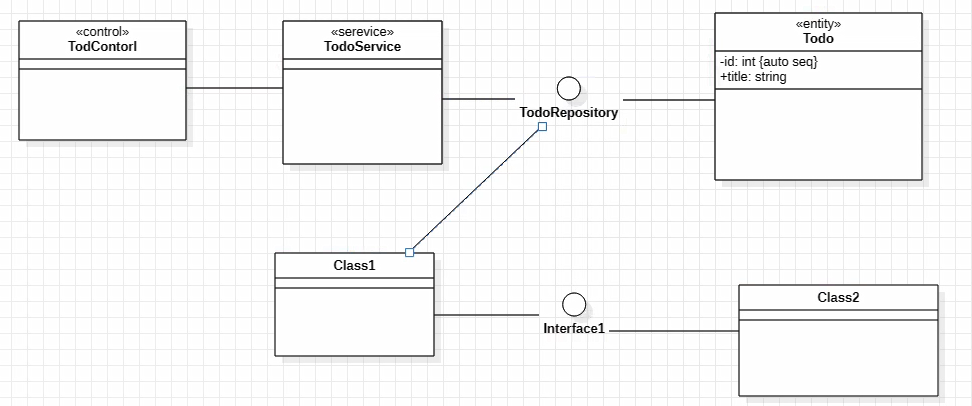 «control»
TodContorl
«serevice»
TodoService
«entity»
Todo
-id: int {auto seq}
+title: string
TodoRepository
Class1
Interface1
Class2